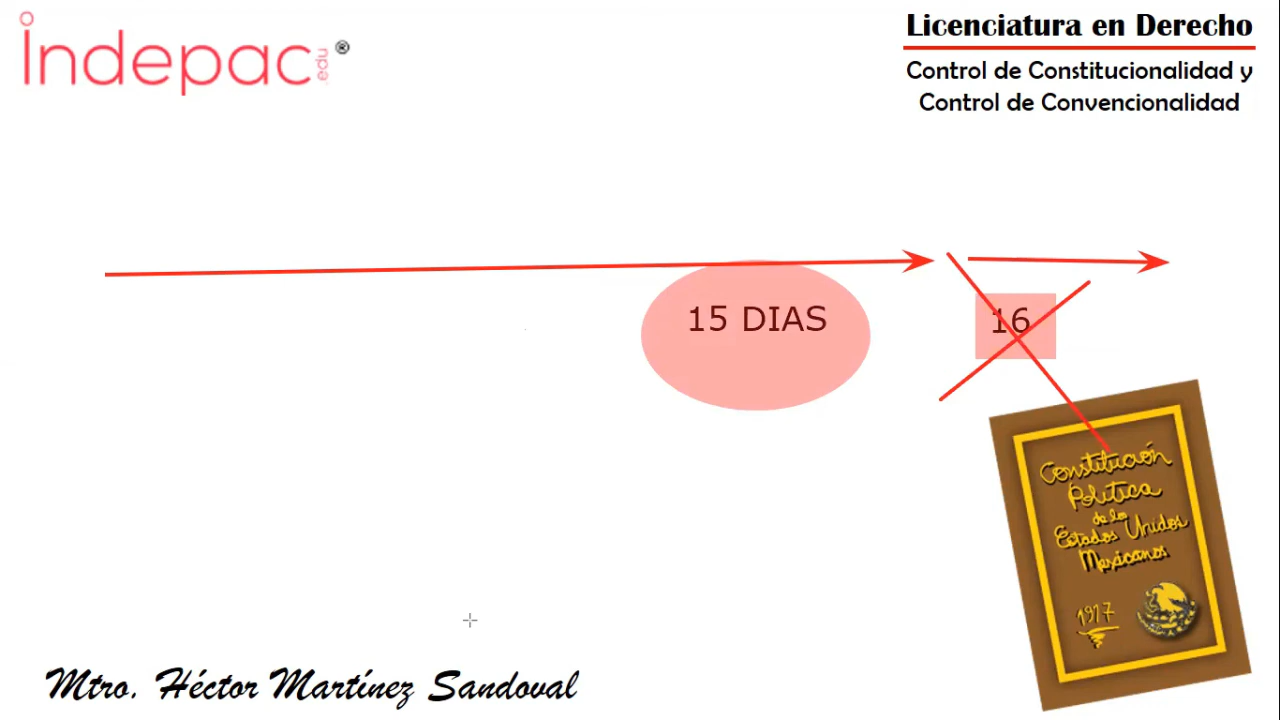 indepac
.edu
®
Licenciatura en Derecho
Control de Constitucionalidad y
Control de Convencionalidad
15 DIAS
16
Constitución
Política
de los
Estados Unidos
Mexicanos
1917
Mtro. Héctor Martínez Sandoval